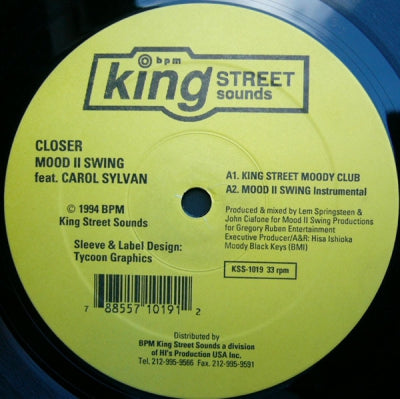 bpm
king STREET
sounds
CLOSER
MOOD II SWING
feat. CAROL SYLVAN
© 1994 BPM
King Street Sounds
Sleeve & Label Design:
Tycoon Graphics
7 88557 10191 2
A1. KING STREET MOODY CLUB
A2. MOOD II SWING Instrumental
Produced & mixed by Lem Springsteen &
John Ciafone for Mood II Swing Productions
for Gregory Ruben Entertainment
Executive Producer/A&R: Hisa Ishioka
Moody Black Keys (BMI)
KSS-1019 33 rpm
Distributed by
BPM King Street Sounds a division
of HI's Production USA Inc.
Tel. 212-995-9566 Fax. 212-995-9591